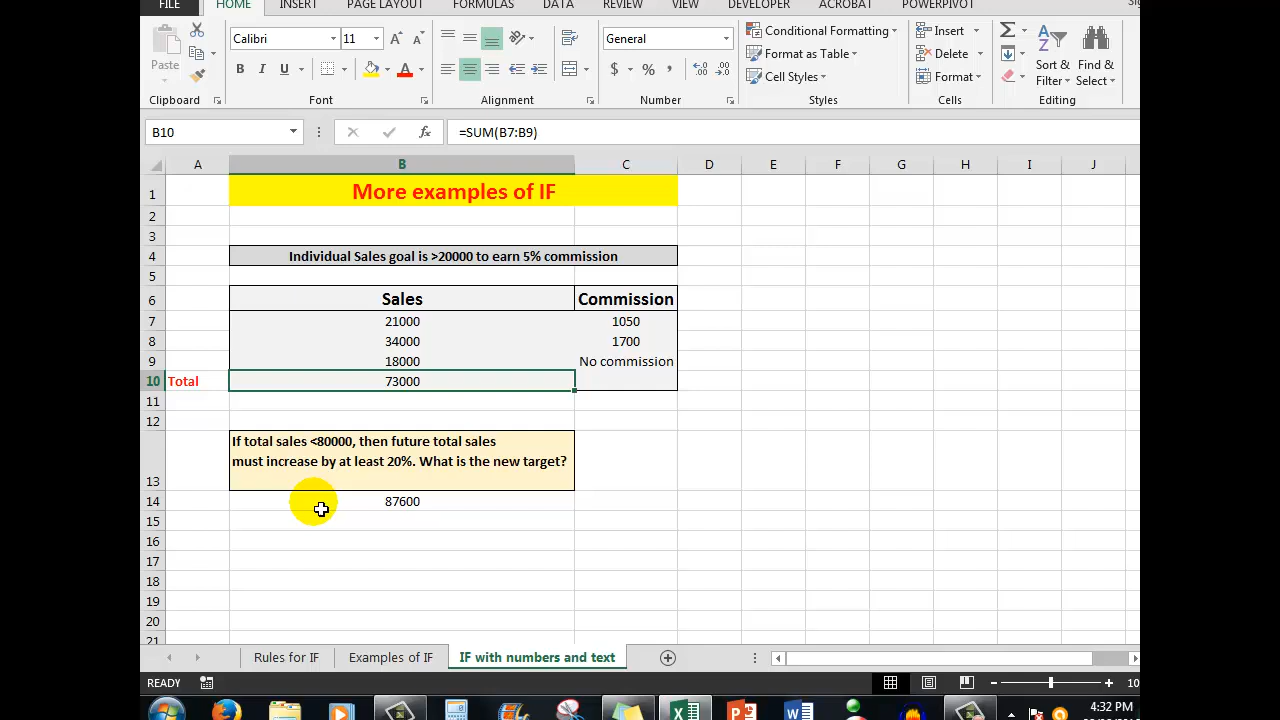 FILE HOME INSERT PAGE LAYOUT FORMULAS DATA REVIEW VIEW DEVELOPER ACROBAT POWERPIVOT
Calibri 11 General Conditional Formatting Insert
Format as Table Delete
Paste B I U $ % Cell Styles Format Sort & Filter Find & Select
Clipboard Font Alignment Number Styles Cells Editing
B10 fx =SUM(B7:B9)
A B C D E F G H I J
1 More examples of IF
2
3
4 Individual Sales goal is >20000 to earn 5% commission
5
6 Sales Commission
7 21000 1050
8 34000 1700
9 18000 No commission
10 Total 73000
11
12
If total sales <80000, then future total sales
must increase by at least 20%. What is the new target?
13
14 87600
15
16
17
18
19
20
21
Rules for IF Examples of IF IF with numbers and text
READY 10
4:32 PM